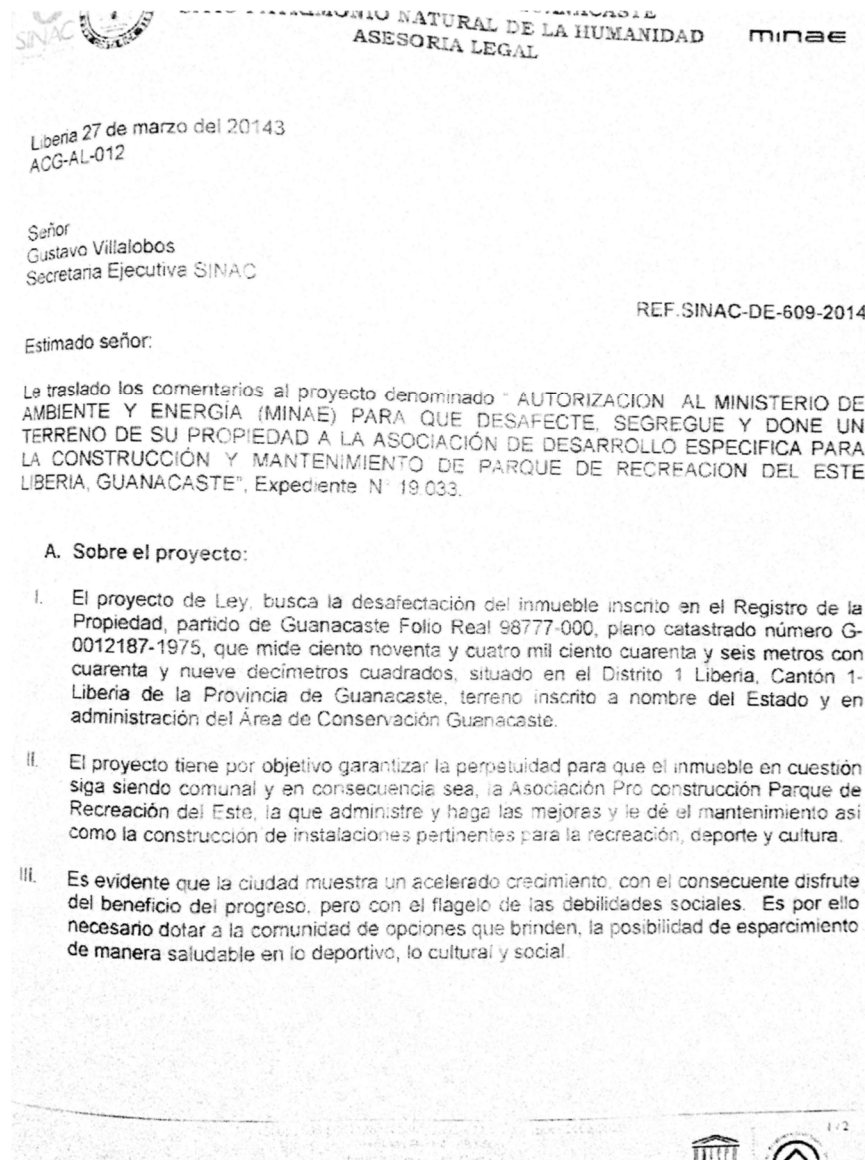 SINAC
PATRIMONIO NATURAL DE LA HUMANIDAD
ASESORIA LEGAL
minae
Liberia 27 de marzo del 20143
ACG-AL-012
Señor
Gustavo Villalobos
Secretaria Ejecutiva SINAC
REF.SINAC-DE-609-2014
Estimado señor:
Le traslado los comentarios al proyecto denominado " AUTORIZACION AL MINISTERIO DE
AMBIENTE Y ENERGÍA (MINAE) PARA QUE DESAFECTE, SEGREGUE Y DONE UN
TERRENO DE SU PROPIEDAD A LA ASOCIACIÓN DE DESARROLLO ESPECIFICA PARA
LA CONSTRUCCIÓN Y MANTENIMIENTO DE PARQUE DE RECREACION DEL ESTE
LIBERIA, GUANACASTE", Expediente N° 19.033.
A. Sobre el proyecto:
I. El proyecto de Ley, busca la desafectación del inmueble inscrito en el Registro de la
Propiedad, partido de Guanacaste Folio Real 98777-000, plano catastrado número G-
0012187-1975, que mide ciento noventa y cuatro mil ciento cuarenta y seis metros con
cuarenta y nueve decímetros cuadrados, situado en el Distrito 1 Liberia, Cantón 1-
Liberia de la Provincia de Guanacaste, terreno inscrito a nombre del Estado y en
administración del Área de Conservación Guanacaste.
II. El proyecto tiene por objetivo garantizar la perpetuidad para que el inmueble en cuestión
siga siendo comunal y en consecuencia sea, la Asociación Pro construcción Parque de
Recreación del Este, la que administre y haga las mejoras y le dé el mantenimiento asi
como la construcción de instalaciones pertinentes para la recreación, deporte y cultura.
III. Es evidente que la ciudad muestra un acelerado crecimiento, con el consecuente disfrute
del beneficio del progreso, pero con el flagelo de las debilidades sociales. Es por ello
necesario dotar a la comunidad de opciones que brinden, la posibilidad de esparcimiento
de manera saludable en lo deportivo, lo cultural y social.
1/2